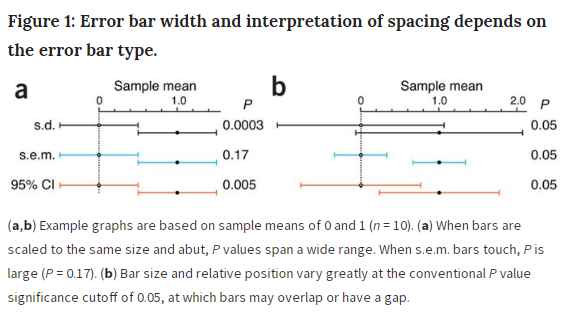 Figure 1: Error bar width and interpretation of spacing depends on
the error bar type.
a
Sample mean
0 1.0 P
s.d. 0.0003
s.e.m. 0.17
95% CI 0.005
b
Sample mean
0 1.0 2.0 P
0.05
0.05
0.05
(a,b) Example graphs are based on sample means of 0 and 1 (n = 10). (a) When bars are
scaled to the same size and abut, P values span a wide range. When s.e.m. bars touch, P is
large (P = 0.17). (b) Bar size and relative position vary greatly at the conventional P value
significance cutoff of 0.05, at which bars may overlap or have a gap.